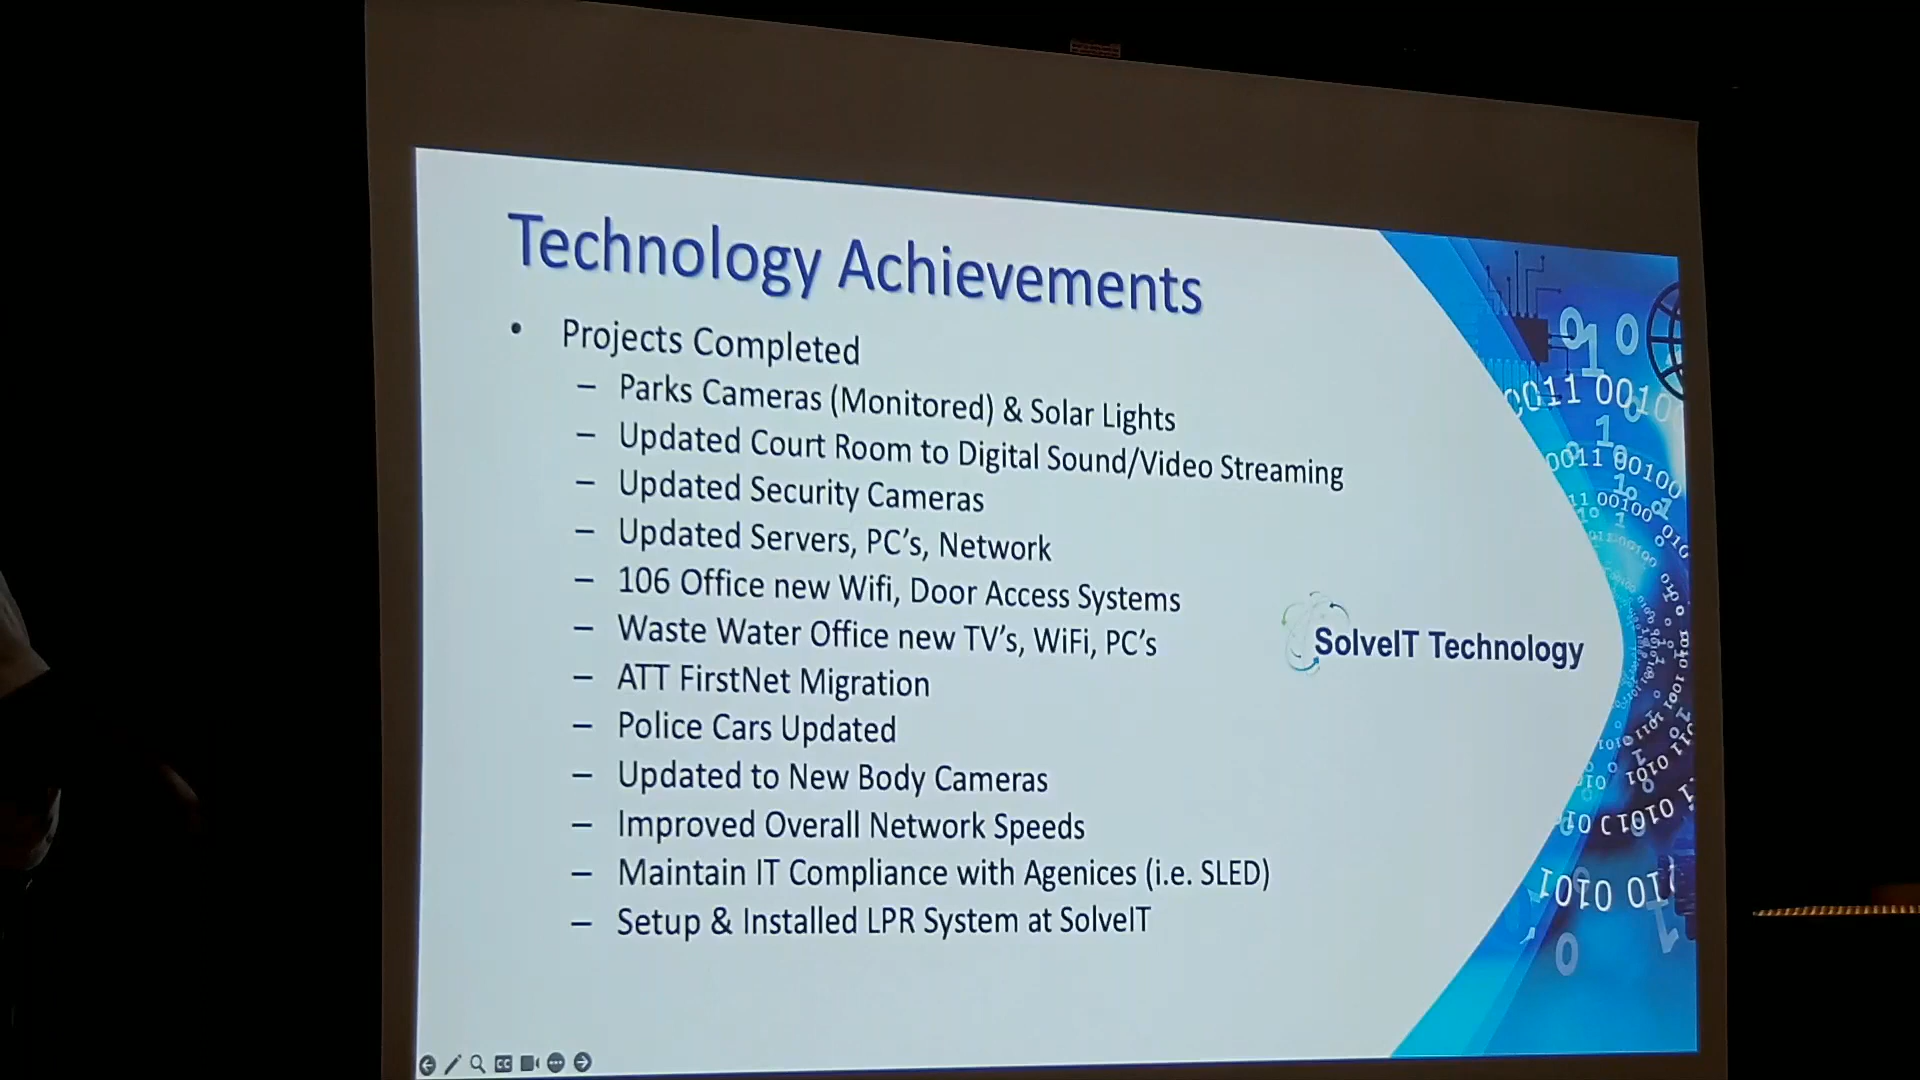 Technology Achievements
• Projects Completed
– Parks Cameras (Monitored) & Solar Lights
– Updated Court Room to Digital Sound/Video Streaming
– Updated Security Cameras
– Updated Servers, PC's, Network
– 106 Office new Wifi, Door Access Systems
– Waste Water Office new TV's, WiFi, PC's
– ATT FirstNet Migration
– Police Cars Updated
– Updated to New Body Cameras
– Improved Overall Network Speeds
– Maintain IT Compliance with Agenices (i.e. SLED)
– Setup & Installed LPR System at SolveIT
SolveIT Technology